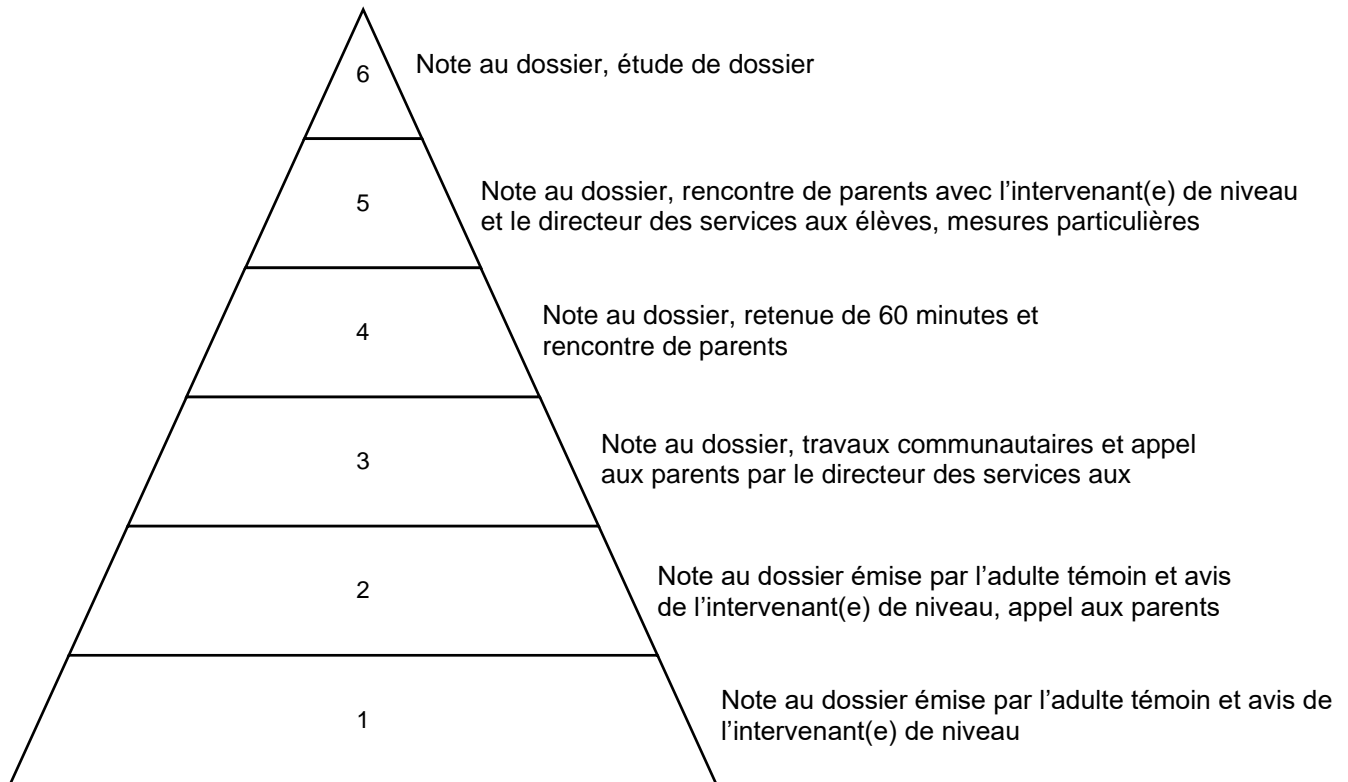 6
Note au dossier, étude de dossier
5
Note au dossier, rencontre de parents avec l’intervenant(e) de niveau
et le directeur des services aux élèves, mesures particulières
4
Note au dossier, retenue de 60 minutes et
rencontre de parents
3
Note au dossier, travaux communautaires et appel
aux parents par le directeur des services aux
2
Note au dossier émise par l’adulte témoin et avis
de l’intervenant(e) de niveau, appel aux parents
1
Note au dossier émise par l’adulte témoin et avis de
l’intervenant(e) de niveau